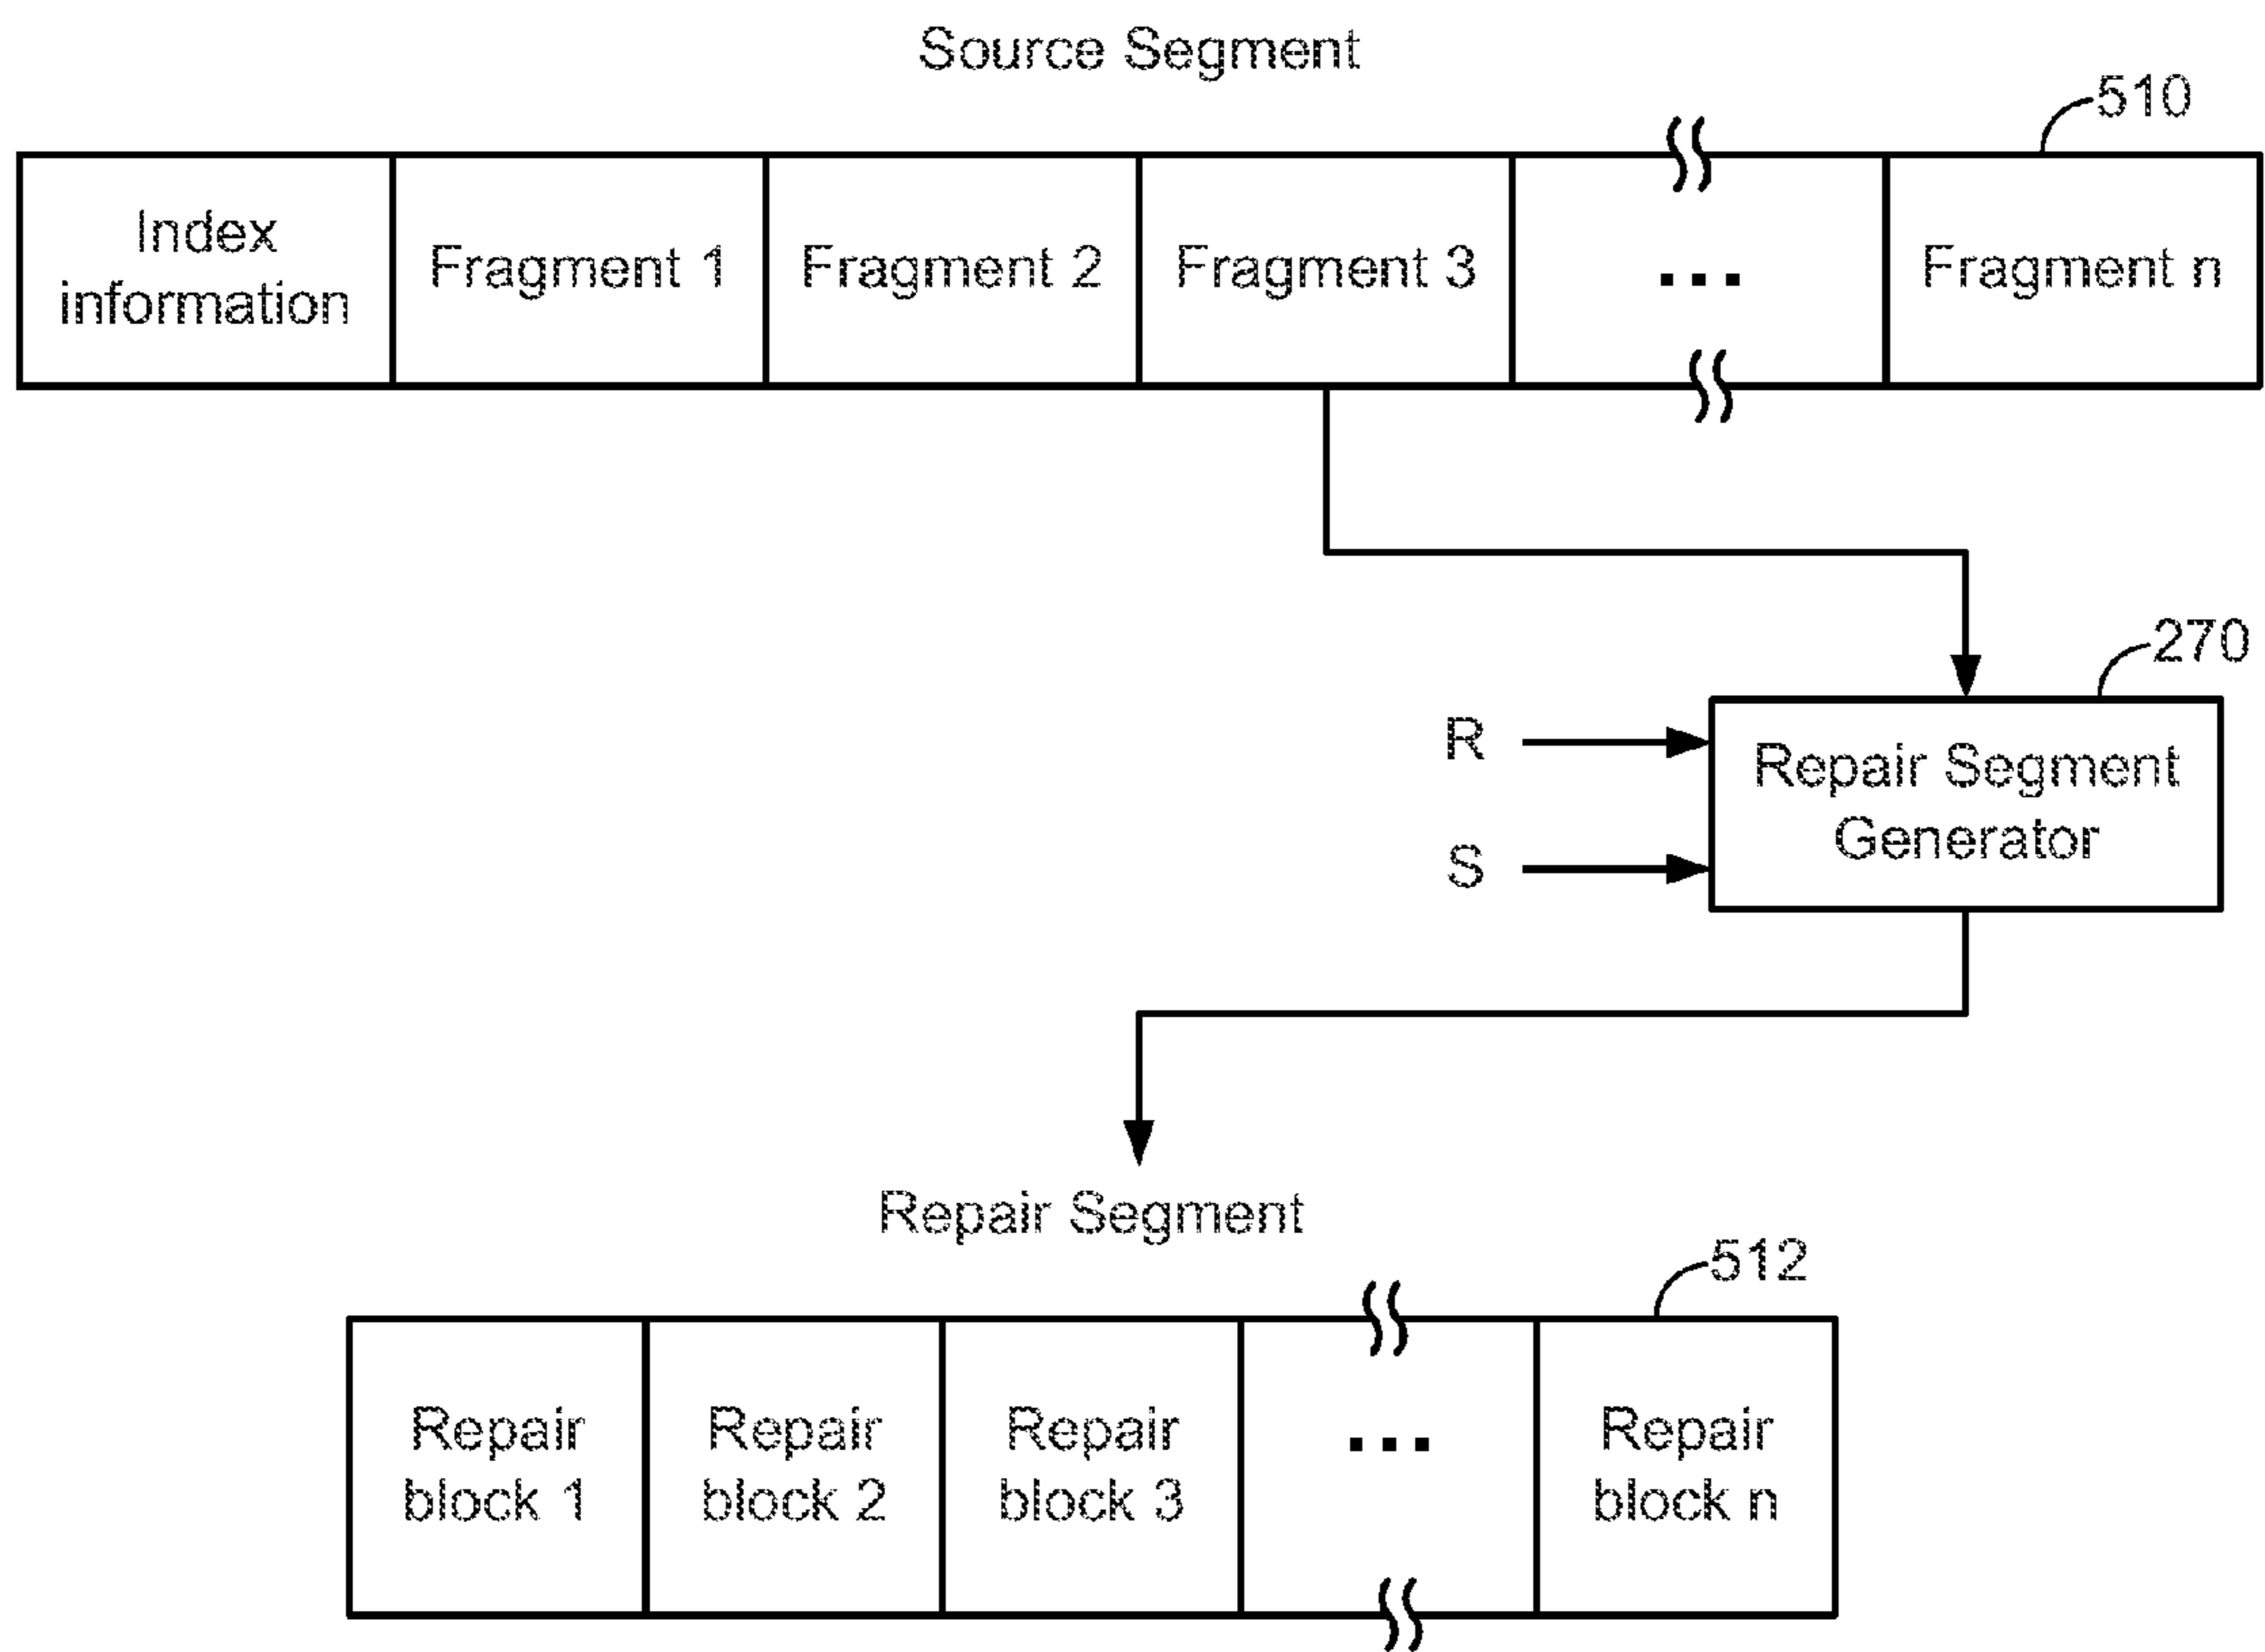 Source Segment
510
Index
information
Fragment 1
Fragment 2
Fragment 3
...
Fragment n
270
R
S
Repair Segment
Generator
Repair Segment
512
Repair
block 1
Repair
block 2
Repair
block 3
...
Repair
block n